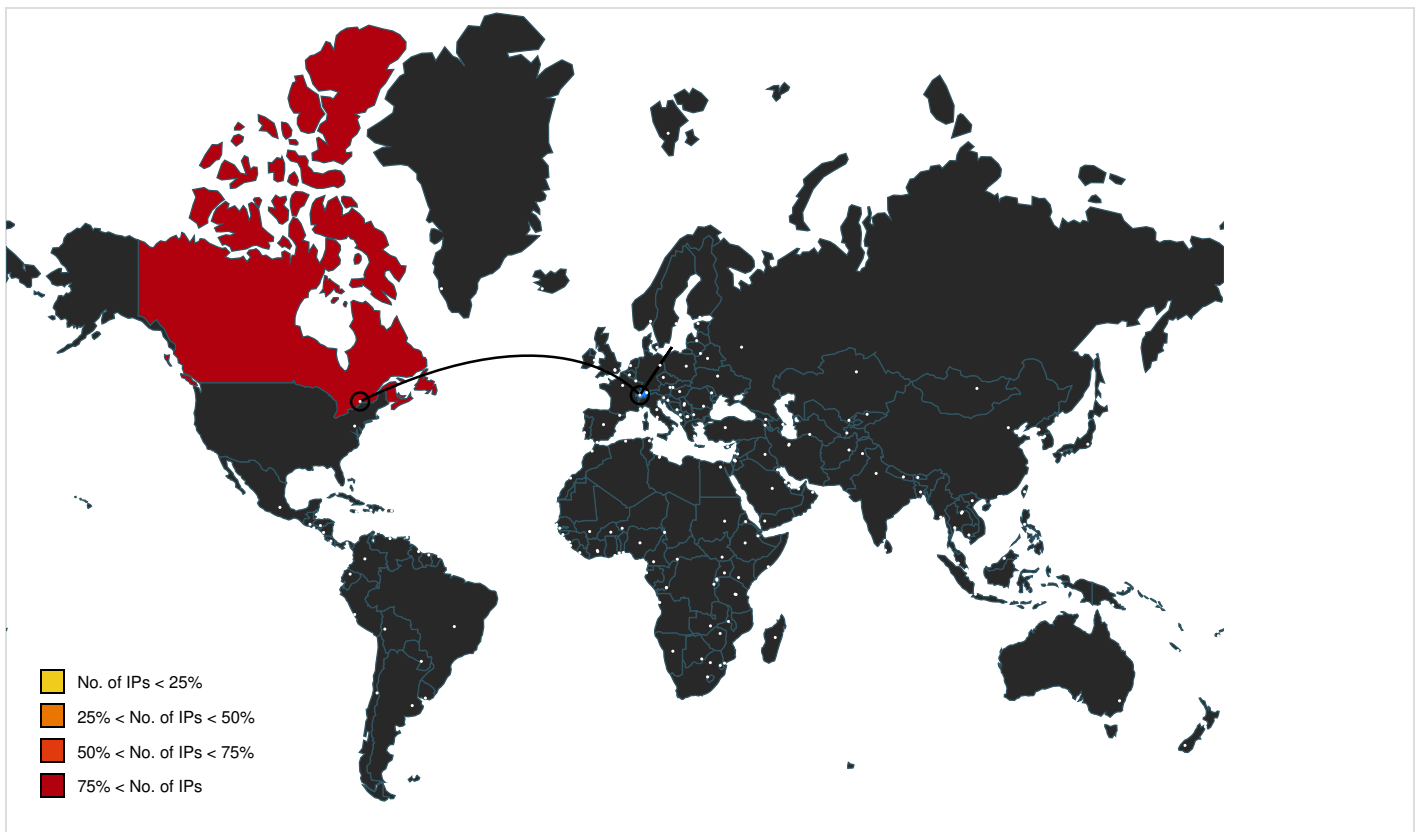 No. of IPs < 25%
25% < No. of IPs < 50%
50% < No. of IPs < 75%
75% < No. of IPs